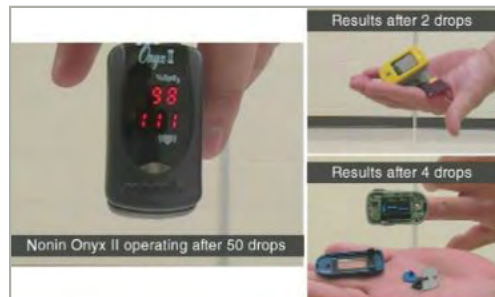 Onyx II
%SpO₂
98
111
Nonin Onyx II operating after 50 drops
Results after 2 drops
Results after 4 drops